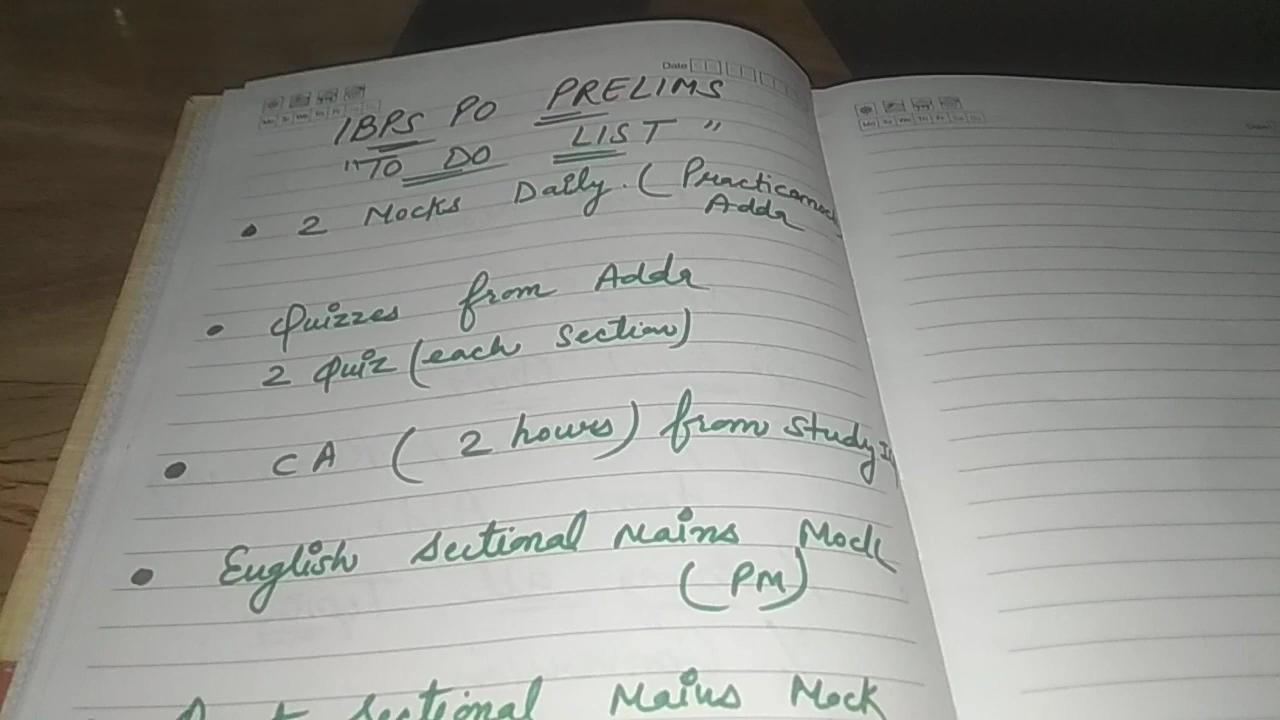 Date
IBPS PO PRELIMS
"TO DO LIST"
• 2 Mocks Daily. (Practicemock
Adda
• Quizzes from Adda
2 Quiz (each section)
• CA (2 hours) from Study
• English sectional Mains Mock
(PM)
sectional Mains Mock